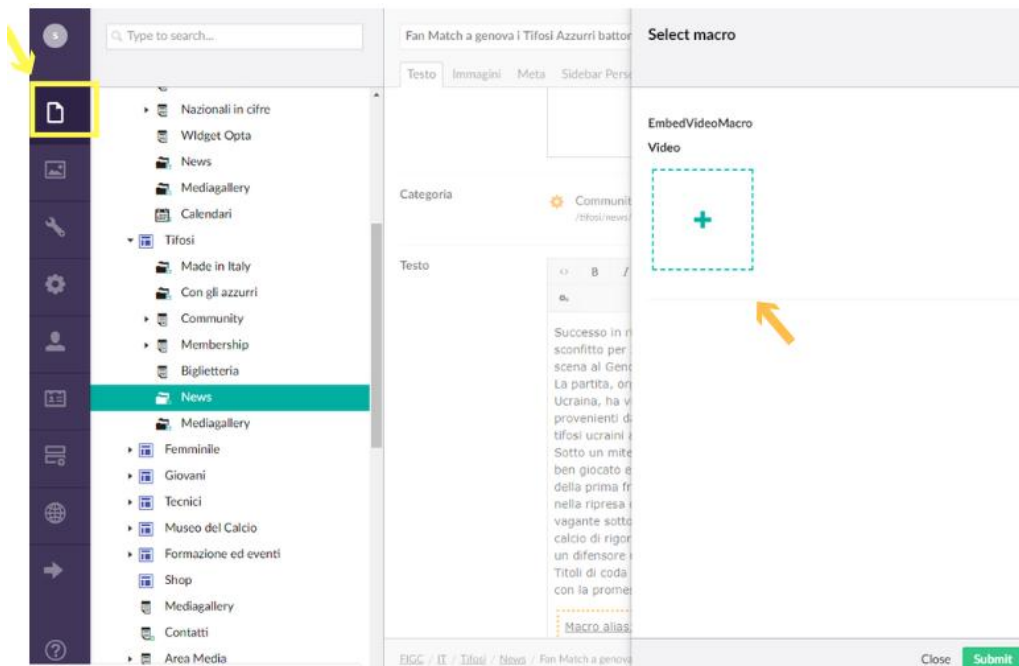 S
Type to search...
Nazionali in cifre
WIdget Opta
News
Mediagallery
Calendari
Tifosi
Made in Italy
Con gli azzurri
Community
Membership
Biglietteria
News
Mediagallery
Femminile
Giovani
Tecnici
Museo del Calcio
Formazione ed eventi
Shop
Mediagallery
Contatti
Area Media
Fan Match a genova i Tifosi Azzurri batton
Testo Immagini Meta Sidebar Pers
Categoria
Communit
/tifosi/news/
Testo
B I
Successo in
sconfitto per
scena al Geno
La partita, or
Ucraina, ha v
provenienti da
tifosi ucraini a
Sotto un mite
ben giocato e
della prima fr
nella ripresa
vagante sotto
calcio di rigor
un difensore
Titoli di coda
con la prome
Macro alias
FIGC / IT / Tifosi / News / Fan Match a genova
Select macro
EmbedVideoMacro
Video
+
Close Submit